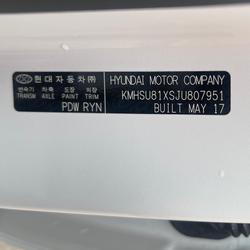 현대자동차㈜ HYUNDAI MOTOR COMPANY
변속기 차축 도장 의장 KMHSU81XSJU807951
TRANSM AXLE PAINT TRIM BUILT MAY 17
PDW RYN